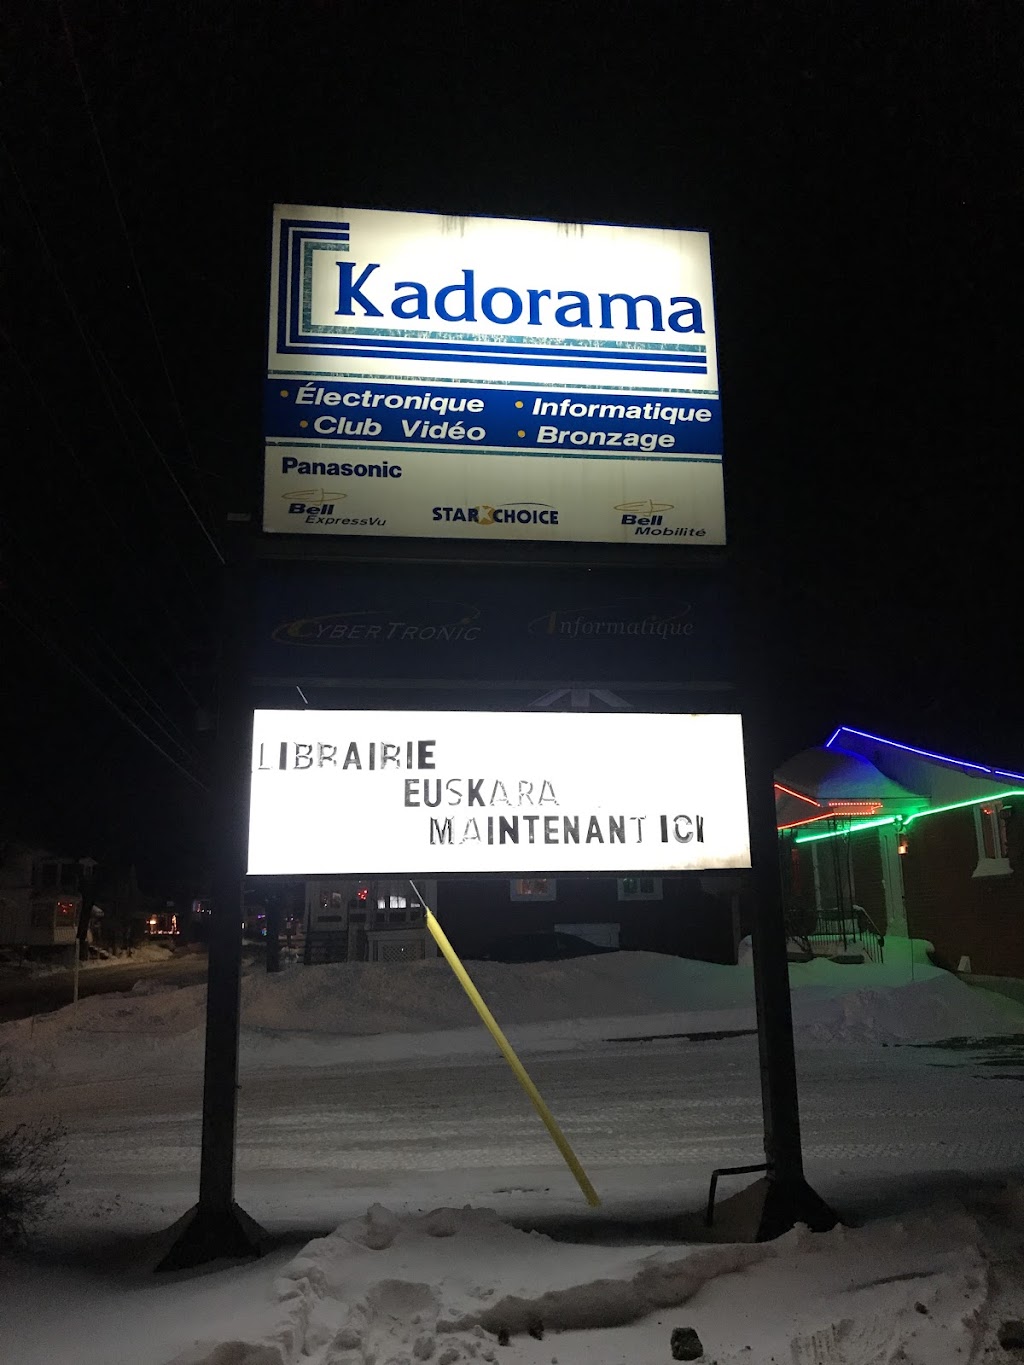 Kadorama
• Électronique • Informatique
• Club Vidéo • Bronzage
Panasonic
Bell ExpressVu STAR CHOICE Bell Mobilité
CYBERTRONIC Informatique
LIBRAIRIE
EUSKARA
MAINTENANT ICI